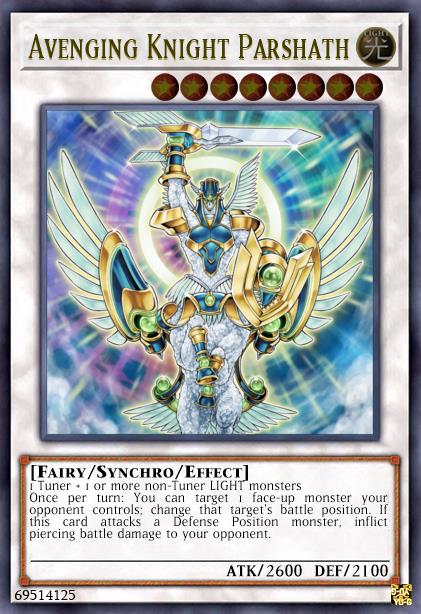 AVENGING KNIGHT PARSHATH
LIGHT
光
[FAIRY/SYNCHRO/EFFECT]
1 Tuner + 1 or more non-Tuner LIGHT monsters
Once per turn: You can target 1 face-up monster your
opponent controls; change that target's battle position. If
this card attacks a Defense Position monster, inflict
piercing battle damage to your opponent.
ATK/2600 DEF/2100
69514125